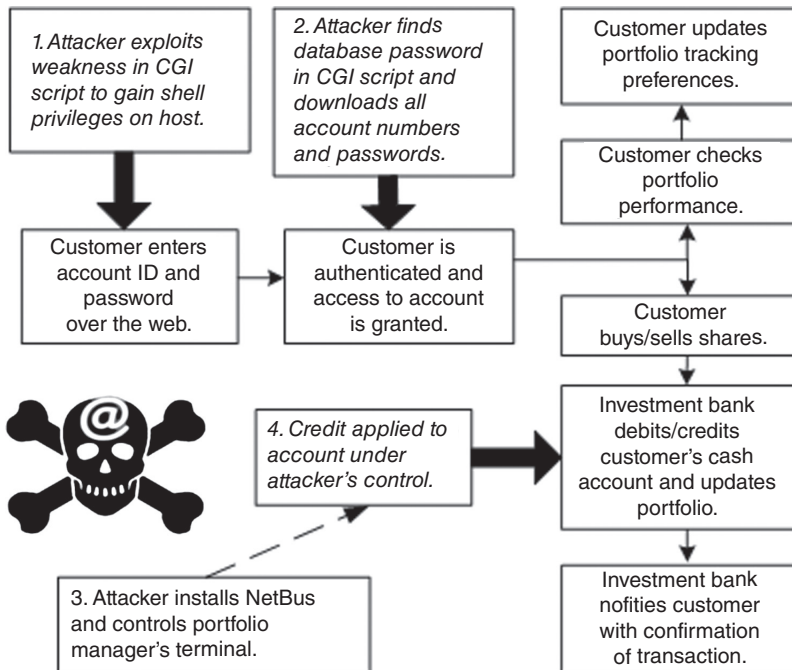 1. Attacker exploits
weakness in CGI
script to gain shell
privileges on host.
2. Attacker finds
database password
in CGI script and
downloads all
account numbers
and passwords.
Customer updates
portfolio tracking
preferences.
Customer checks
portfolio
performance.
Customer enters
account ID and
password
over the web.
Customer is
authenticated and
access to account
is granted.
Customer
buys/sells shares.
@
4. Credit applied to
account under
attacker's control.
Investment bank
debits/credits
customer's cash
account and updates
portfolio.
3. Attacker installs NetBus
and controls portfolio
manager's terminal.
Investment bank
nofities customer
with confirmation
of transaction.